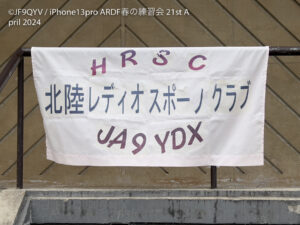 ©JF9QYV / iPhone13pro ARDF春の練習会 21st A
pril 2024
HRSC
北陸レディオスポーツクラブ
JA9YDX